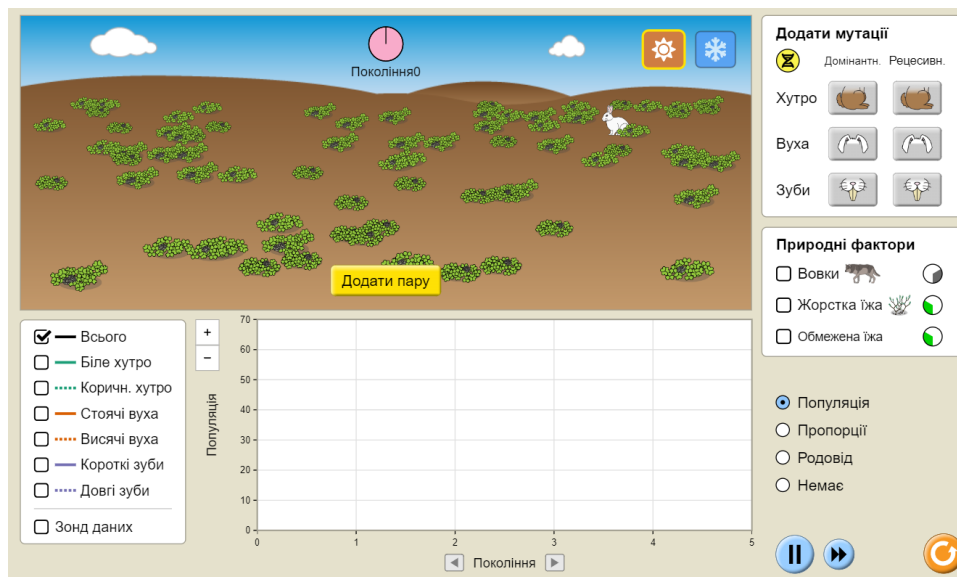 Покоління0
Додати пару
Додати мутації
Домінантн. Рецесивн.
Хутро
Вуха
Зуби
Природні фактори
Вовки
Жорстка їжа
Обмежена їжа
Всього
Біле хутро
Коричн. хутро
Стоячі вуха
Висячі вуха
Короткі зуби
Довгі зуби
Зонд даних
+
−
Популяція
70
60
50
40
30
20
10
0
0 1 2 3 4 5
Покоління
Популяція
Пропорції
Родовід
Немає